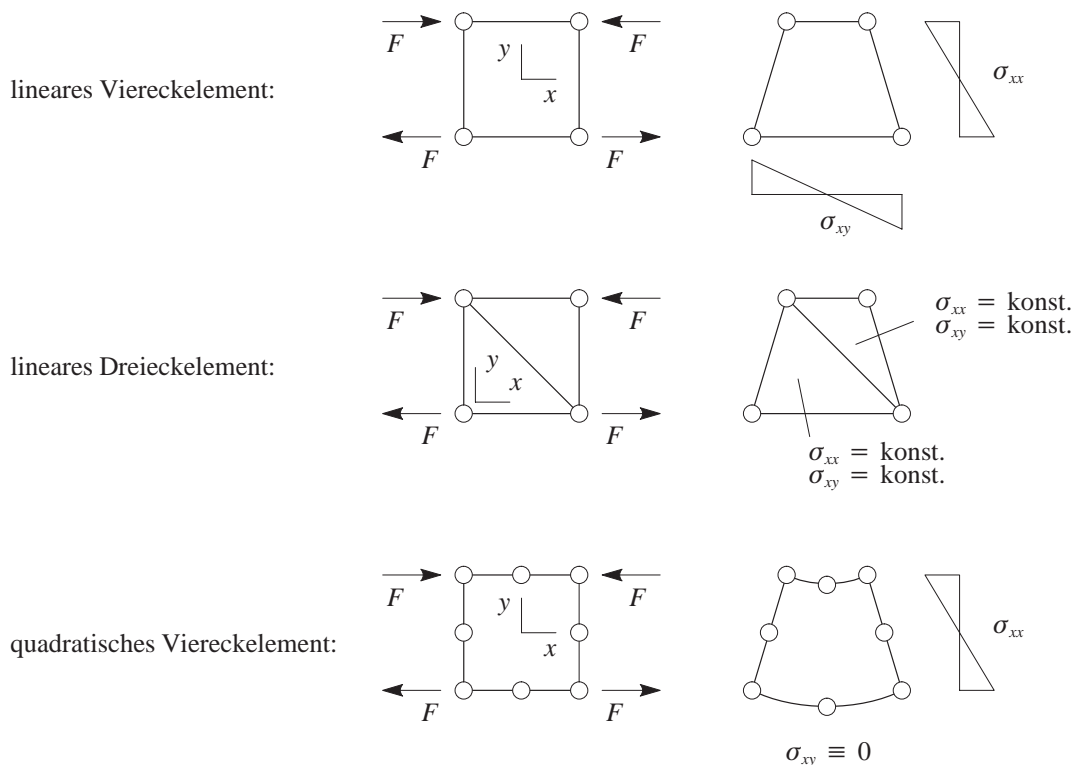 F
F
y
x
lineares Viereckelement:
σxx
F
F
σxy
F
F
σxx = konst.
σxy = konst.
y
x
lineares Dreieckelement:
F
F
σxx = konst.
σxy = konst.
F
F
y
x
quadratisches Viereckelement:
σxx
F
F
σxy ≡ 0